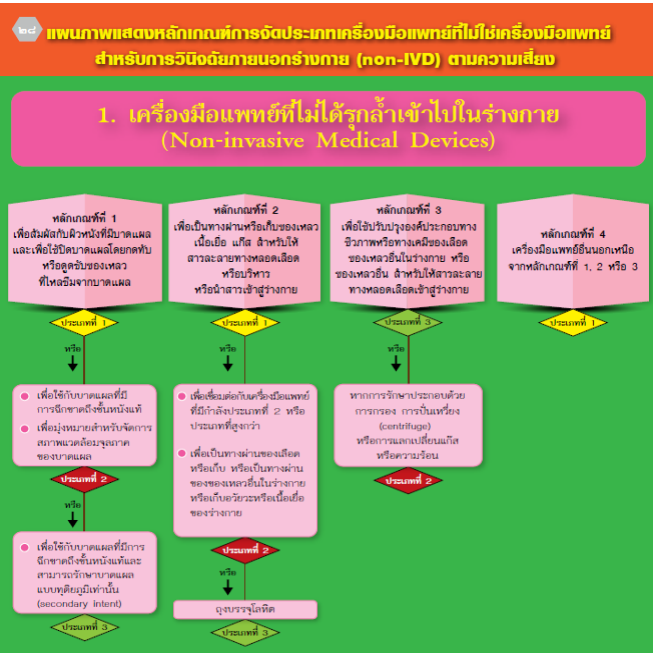 ๒๘ แผนภาพแสดงหลักเกณฑ์การจัดประเภทเครื่องมือแพทย์ที่ไม่ใช่เครื่องมือแพทย์
สำหรับการวินิจฉัยภายนอกร่างกาย (non-IVD) ตามความเสี่ยง
1. เครื่องมือแพทย์ที่ไม่ได้รุกล้ำเข้าไปในร่างกาย
(Non-invasive Medical Devices)
หลักเกณฑ์ที่ 1
เพื่อสัมผัสกับผิวหนังที่มีบาดแผล
และเพื่อใช้ปิดบาดแผลโดยกดทับ
หรือดูดซับของเหลว
ที่ไหลซึมจากบาดแผล
ประเภทที่ 1
หรือ
เพื่อใช้กับบาดแผลที่มี
การฉีกขาดถึงชั้นหนังแท้
เพื่อมุ่งหมายสำหรับจัดการ
สภาพแวดล้อมจุลภาค
ของบาดแผล
ประเภทที่ 2
หรือ
เพื่อใช้กับบาดแผลที่มีการ
ฉีกขาดถึงชั้นหนังแท้และ
สามารถรักษาบาดแผล
แบบทุติยภูมิเท่านั้น
(secondary intent)
ประเภทที่ 3
หลักเกณฑ์ที่ 2
เพื่อเป็นทางผ่านหรือเก็บของเหลว
เนื้อเยื่อ แก๊ส สำหรับให้
สารละลายทางหลอดเลือด
หรือบริหาร
หรือนำสารเข้าสู่ร่างกาย
ประเภทที่ 1
หรือ
เพื่อเชื่อมต่อกับเครื่องมือแพทย์
ที่มีกำลังประเภทที่ 2 หรือ
ประเภทที่สูงกว่า
เพื่อเป็นทางผ่านของเลือด
หรือเก็บ หรือเป็นทางผ่าน
ของของเหลวอื่นในร่างกาย
หรือเก็บอวัยวะหรือเนื้อเยื่อ
ของร่างกาย
ประเภทที่ 2
หรือ
ถุงบรรจุโลหิต
ประเภทที่ 3
หลักเกณฑ์ที่ 3
เพื่อใช้ปรับปรุงองค์ประกอบทาง
ชีวภาพหรือทางเคมีของเลือด
ของเหลวอื่นในร่างกาย หรือ
ของเหลวอื่น สำหรับให้สารละลาย
ทางหลอดเลือดเข้าสู่ร่างกาย
ประเภทที่ 3
หรือ
หากการรักษาประกอบด้วย
การกรอง การปั่นเหวี่ยง
(centrifuge)
หรือการแลกเปลี่ยนแก๊ส
หรือความร้อน
ประเภทที่ 2
หลักเกณฑ์ที่ 4
เครื่องมือแพทย์อื่นนอกเหนือ
จากหลักเกณฑ์ที่ 1, 2 หรือ 3
ประเภทที่ 1